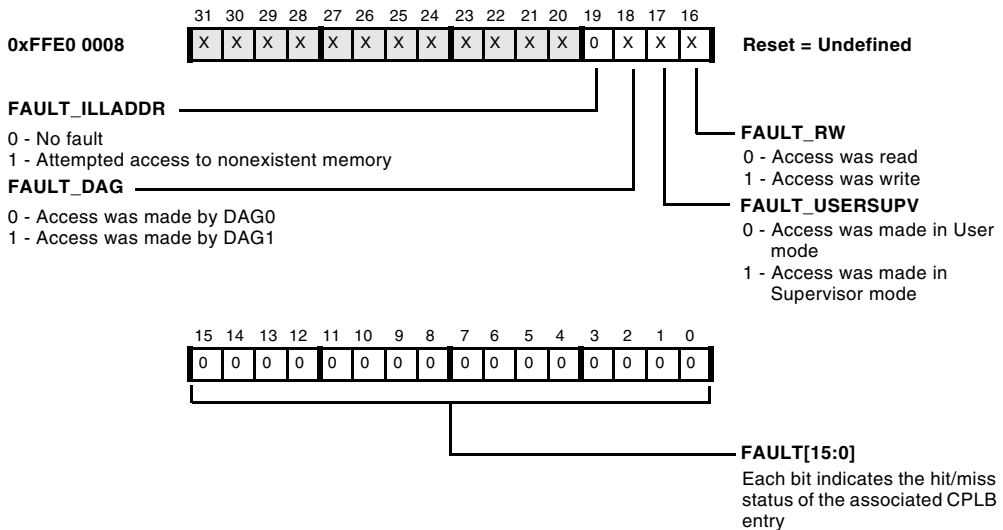 31 30 29 28 27 26 25 24 23 22 21 20 19 18 17 16
0xFFE0 0008 X X X X X X X X X X X X 0 X X X Reset = Undefined
FAULT_ILLADDR
0 - No fault
1 - Attempted access to nonexistent memory
FAULT_DAG
0 - Access was made by DAG0
1 - Access was made by DAG1
FAULT_RW
0 - Access was read
1 - Access was write
FAULT_USERSUPV
0 - Access was made in User
mode
1 - Access was made in
Supervisor mode
15 14 13 12 11 10 9 8 7 6 5 4 3 2 1 0
0 0 0 0 0 0 0 0 0 0 0 0 0 0 0 0
FAULT[15:0]
Each bit indicates the hit/miss
status of the associated CPLB
entry